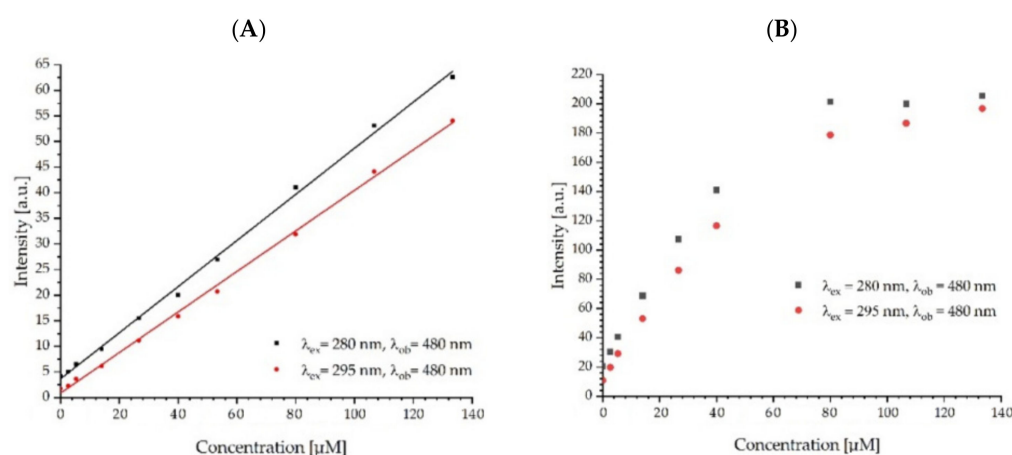 (A)
65
60
55
50
45
40
35
30
25
20
15
10
5
0
Intensity [a.u.]
0 20 40 60 80 100 120 140
Concentration [µM]
λex= 280 nm, λob= 480 nm
λex= 295 nm, λob= 480 nm
(B)
220
200
180
160
140
120
100
80
60
40
20
0
Intensity [a.u.]
0 20 40 60 80 100 120 140
Concentration [µM]
λex = 280 nm, λob = 480 nm
λex = 295 nm, λob = 480 nm